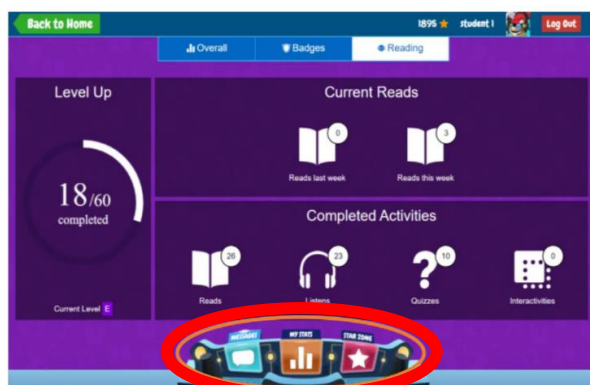 Back to Home
1895 student 1 Log Out
Overall Badges Reading
Level Up
18/60
completed
Current Level E
Current Reads
0
Reads last week
3
Reads this week
Completed Activities
26
Reads
23
Listens
10
Quizzes
0
Interactivities
MESSAGES MY STATS STAR ZONE